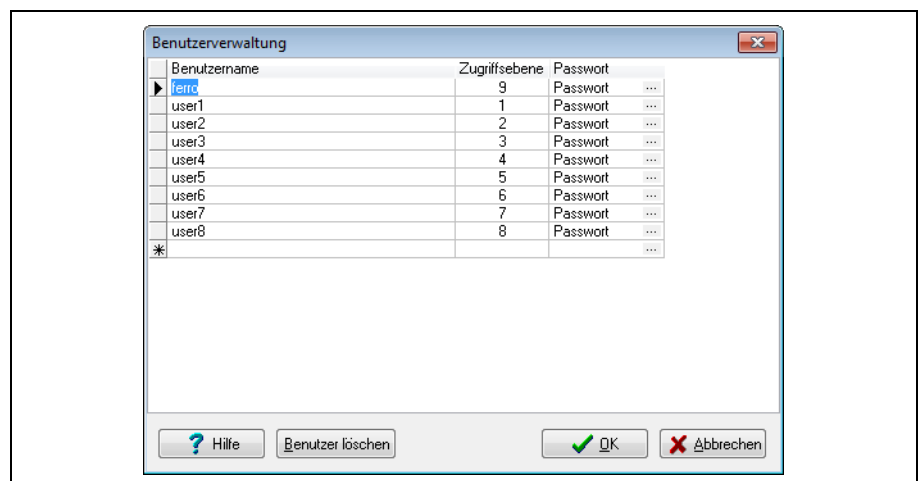 Benutzerverwaltung
Benutzername Zugriffsebene Passwort
ferro 9 Passwort ...
user1 1 Passwort ...
user2 2 Passwort ...
user3 3 Passwort ...
user4 4 Passwort ...
user5 5 Passwort ...
user6 6 Passwort ...
user7 7 Passwort ...
user8 8 Passwort ...
* ...
? Hilfe Benutzer löschen OK Abbrechen